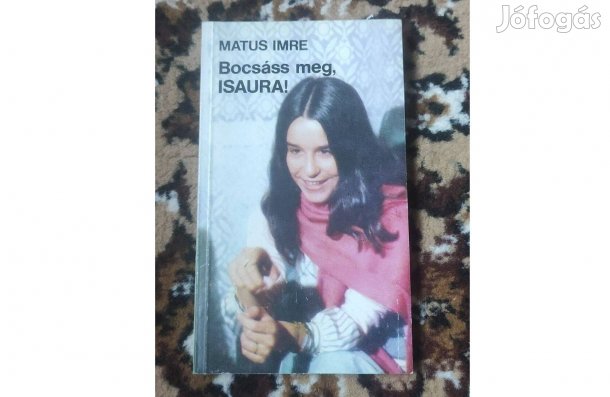 Jófogás
MATUS IMRE
Bocsáss meg,
ISAURA!